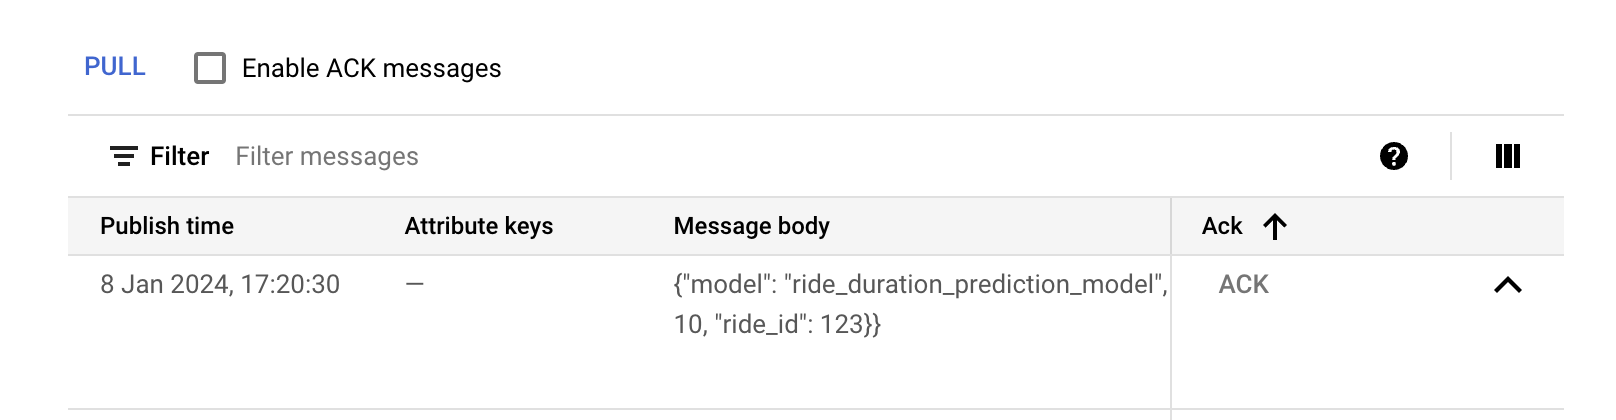 PULL Enable ACK messages
Filter Filter messages
Publish time Attribute keys Message body Ack
8 Jan 2024, 17:20:30 — {"model": "ride_duration_prediction_model", ACK
10, "ride_id": 123}}